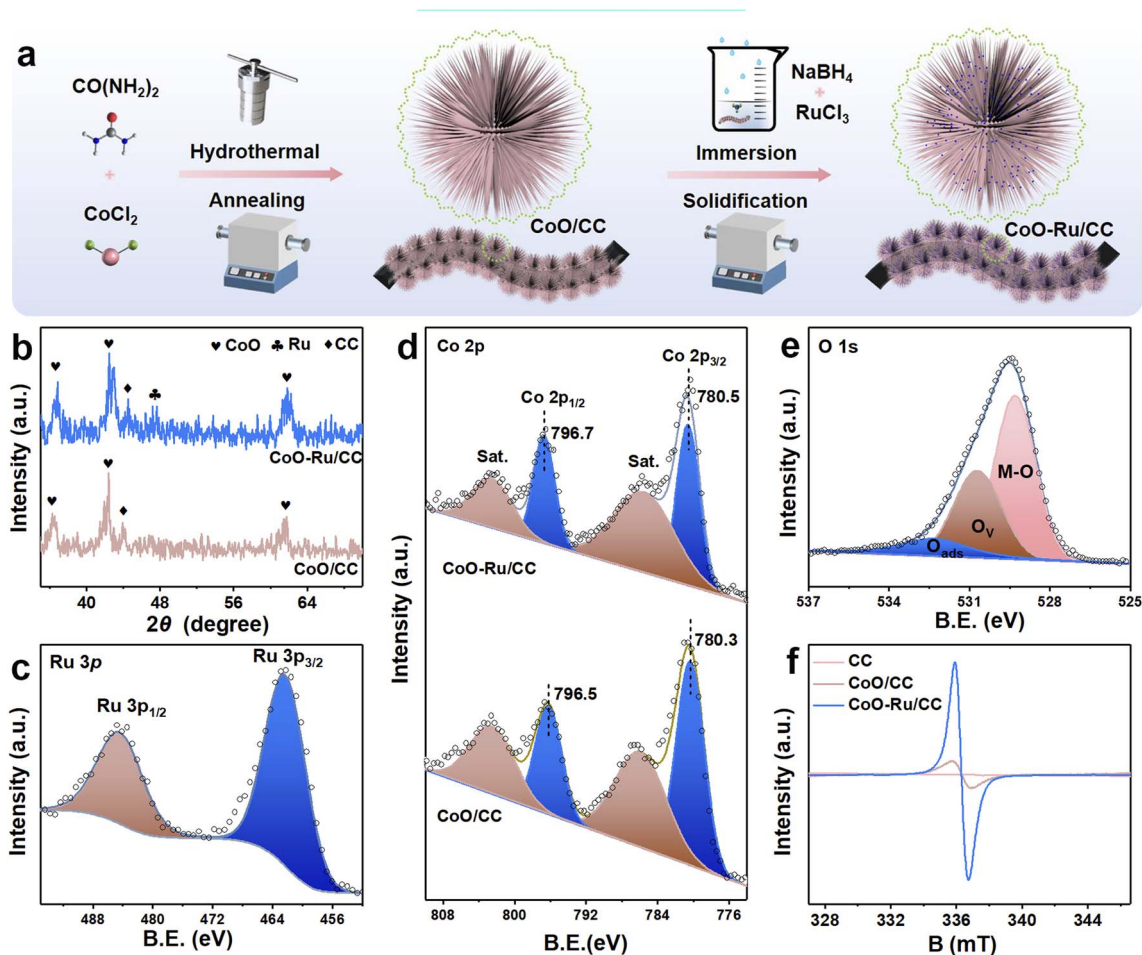 a
CO(NH₂)₂
+
CoCl₂
Hydrothermal
Annealing
CoO/CC
NaBH₄
+
RuCl₃
Immersion
Solidification
CoO-Ru/CC
b
♥ CoO ♣ Ru ♦ CC
CoO-Ru/CC
CoO/CC
Intensity (a.u.)
40 48 56 64
2θ (degree)
c
Ru 3p
Ru 3p₁/₂
Ru 3p₃/₂
Intensity (a.u.)
488 480 472 464 456
B.E. (eV)
d
Co 2p
Co 2p₃/₂
780.5
Co 2p₁/₂
796.7
Sat.
Sat.
CoO-Ru/CC
780.3
796.5
CoO/CC
Intensity (a.u.)
808 800 792 784 776
B.E.(eV)
e
O 1s
M-O
Oᵥ
Oₐds
Intensity (a.u.)
537 534 531 528 525
B.E. (eV)
f
CC
CoO/CC
CoO-Ru/CC
Intensity (a.u.)
328 336 340 344
B (mT)